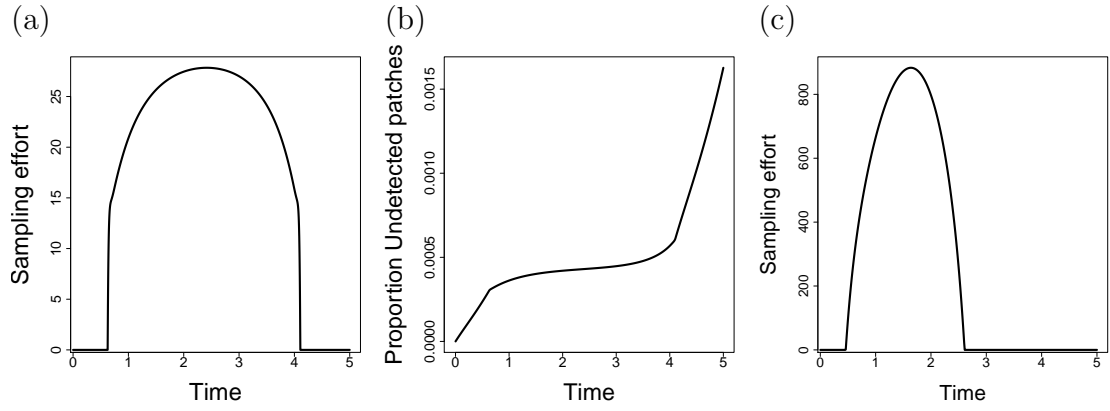 (a)
Sampling effort
0 5 10 15 20 25
0 1 2 3 4 5
Time
(b)
Proportion Undetected patches
0.0000 0.0005 0.0010 0.0015
0 1 2 3 4 5
Time
(c)
Sampling effort
0 200 400 600 800
0 1 2 3 4 5
Time